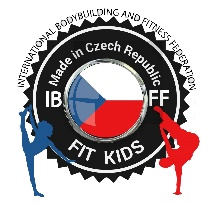 INTERNATIONAL BODYBUILDING AND FITNESS FEDERATION
Made in Czech Republic
IB FF
FIT KIDS